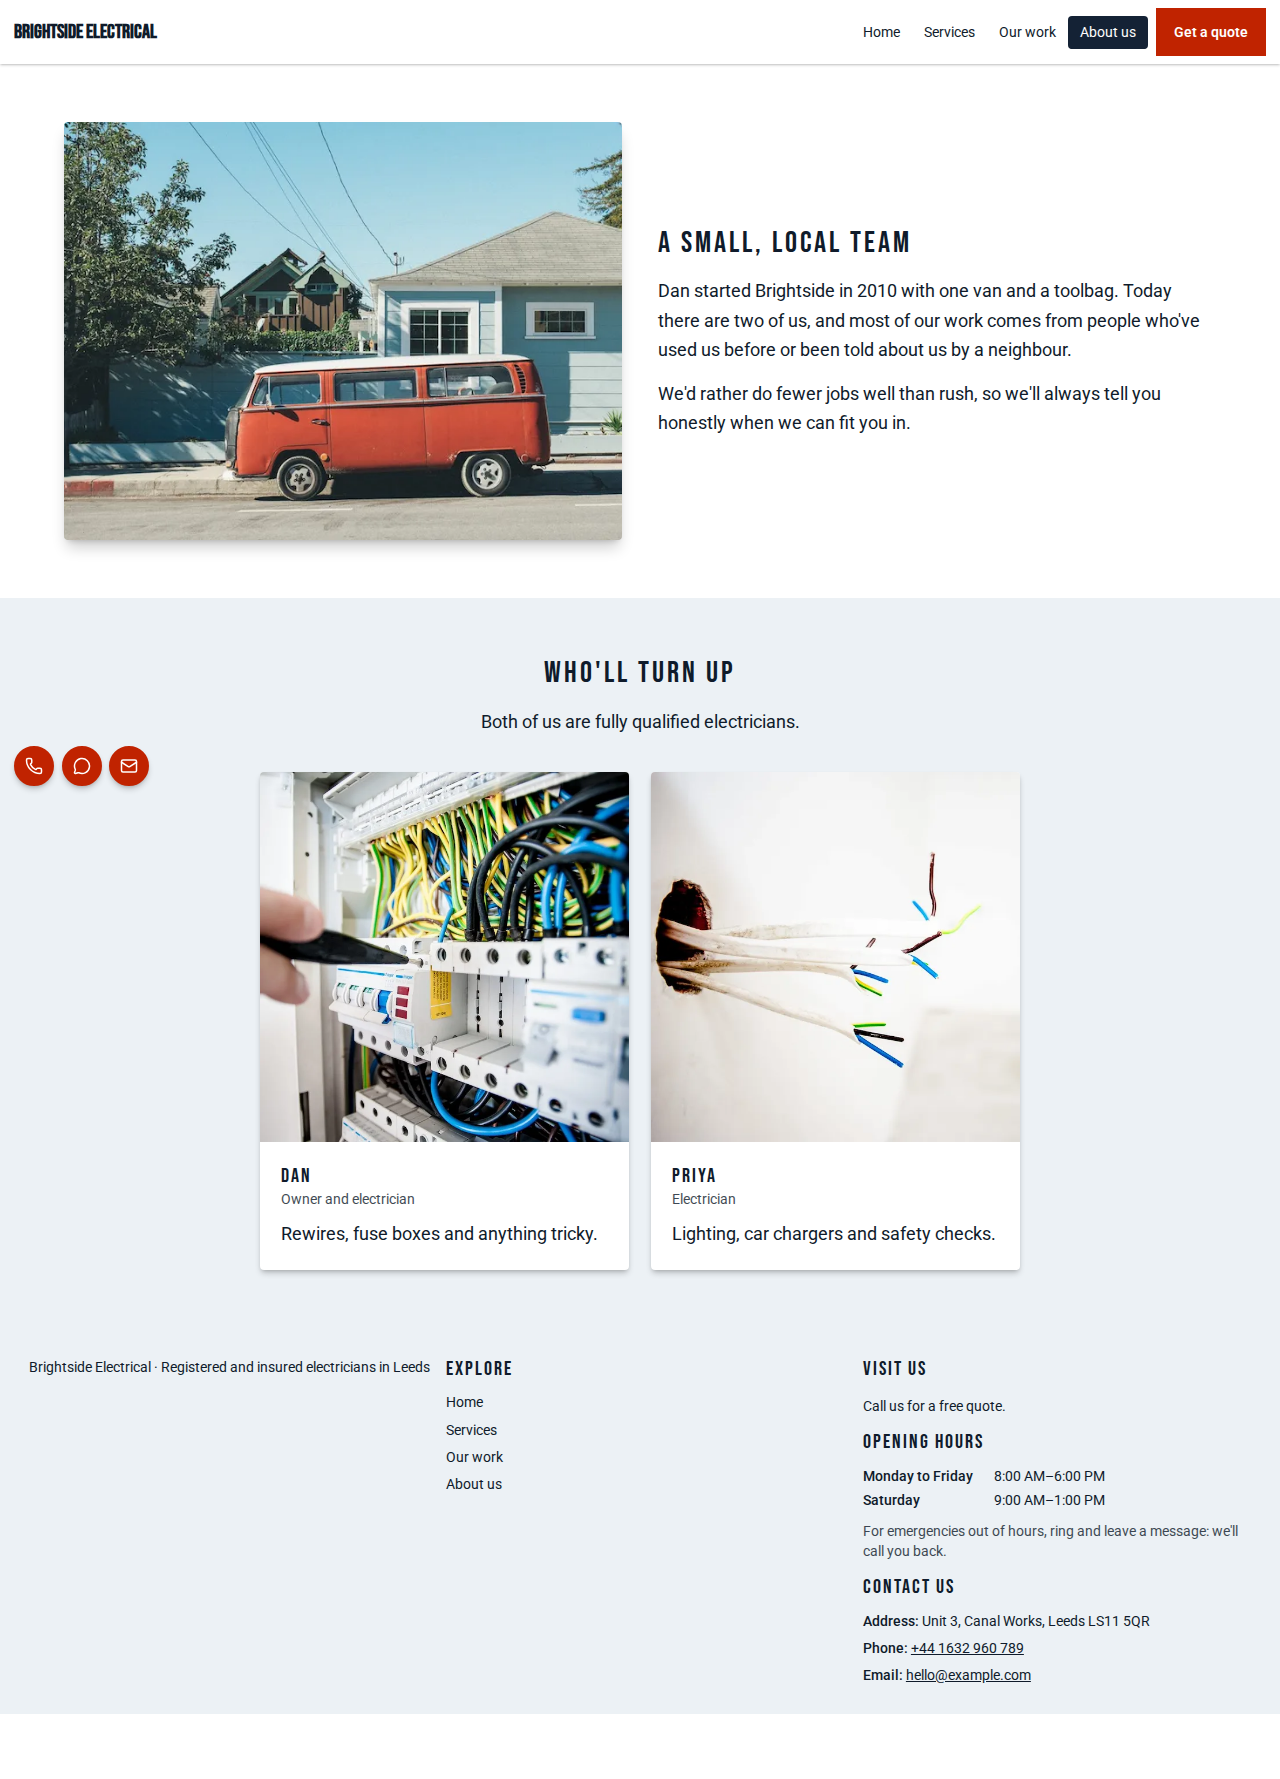 BRIGHTSIDE ELECTRICAL
Home
Services
Our work
About us
Get a quote
A SMALL, LOCAL TEAM
Dan started Brightside in 2010 with one van and a toolbag. Today
there are two of us, and most of our work comes from people who've
used us before or been told about us by a neighbour.
We'd rather do fewer jobs well than rush, so we'll always tell you
honestly when we can fit you in.
WHO'LL TURN UP
Both of us are fully qualified electricians.
DAN
Owner and electrician
Rewires, fuse boxes and anything tricky.
PRIYA
Electrician
Lighting, car chargers and safety checks.
Brightside Electrical · Registered and insured electricians in Leeds
EXPLORE
Home
Services
Our work
About us
VISIT US
Call us for a free quote.
OPENING HOURS
Monday to Friday 8:00 AM–6:00 PM
Saturday 9:00 AM–1:00 PM
For emergencies out of hours, ring and leave a message: we'll
call you back.
CONTACT US
Address: Unit 3, Canal Works, Leeds LS11 5QR
Phone: +44 1632 960 789
Email: hello@example.com